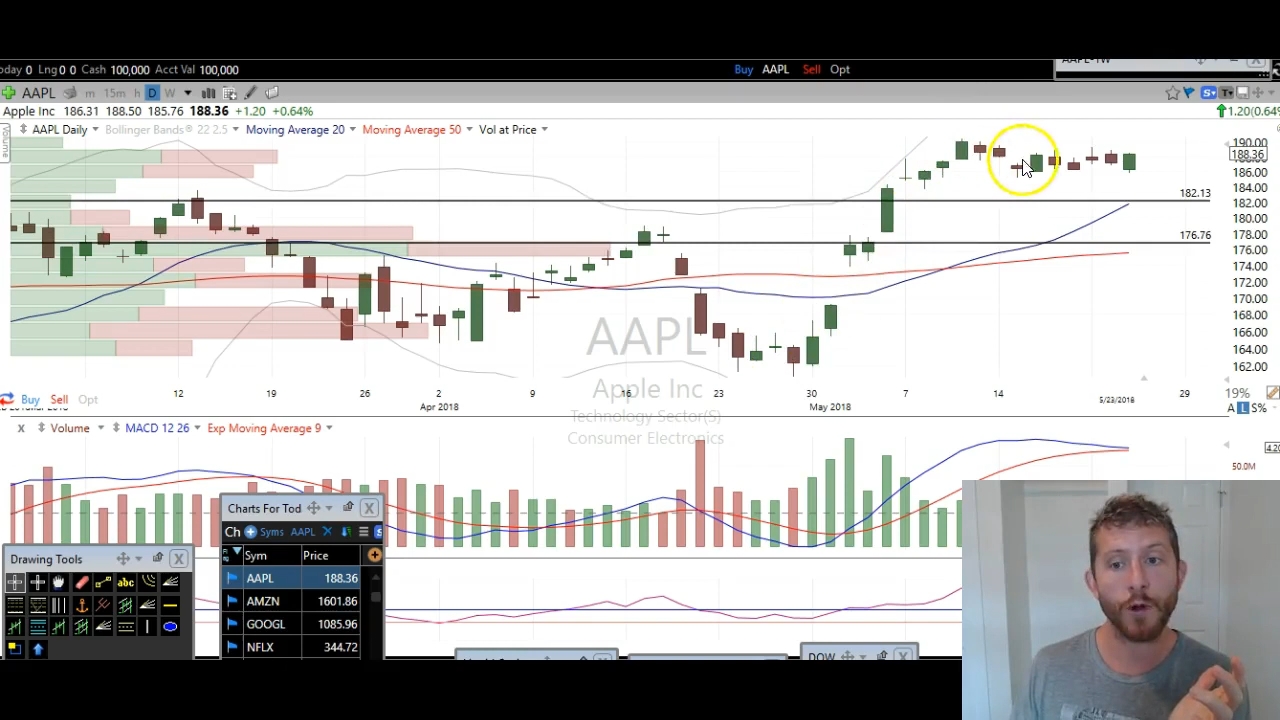 oday 0 Lng 0 0 Cash 100,000 Acct Val 100,000 Buy AAPL Sell Opt
AAPL m 15m h D W
Apple Inc 186.31 188.50 185.76 188.36 +1.20 +0.64% 1.20(0.64%
AAPL Daily Bollinger Bands® 22 2.5 Moving Average 20 Moving Average 50 Vol at Price
Volume
190.00
188.36
186.00
184.00
182.13
182.00
180.00
176.76
178.00
176.00
174.00
172.00
170.00
168.00
166.00
164.00
162.00
AAPL
Apple Inc
Technology Sector(S)
Consumer Electronics
12 19 26 2 9 16 23 30 7 14 5/23/2018 29
Apr 2018 May 2018
Buy Sell Opt
19%
A L S%
X Volume MACD 12 26 Exp Moving Average 9
4.20
50.0M
Charts For Tod X
Ch Syms AAPL
Sym Price
AAPL 188.36
AMZN 1601.86
GOOGL 1085.96
NFLX 344.72
Drawing Tools X
abc
DOW